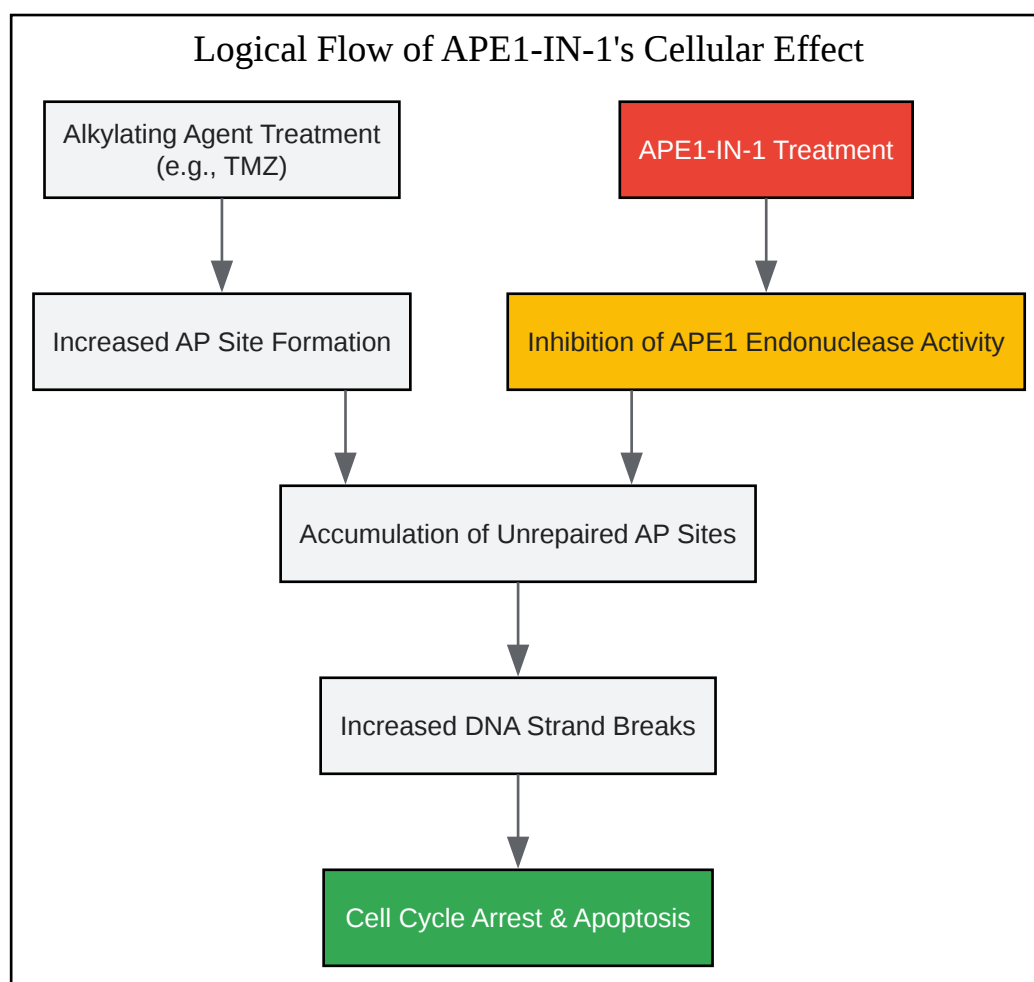 Logical Flow of APE1-IN-1's Cellular Effect
Alkylating Agent Treatment
(e.g., TMZ)
APE1-IN-1 Treatment
Increased AP Site Formation
Inhibition of APE1 Endonuclease Activity
Accumulation of Unrepaired AP Sites
Increased DNA Strand Breaks
Cell Cycle Arrest & Apoptosis